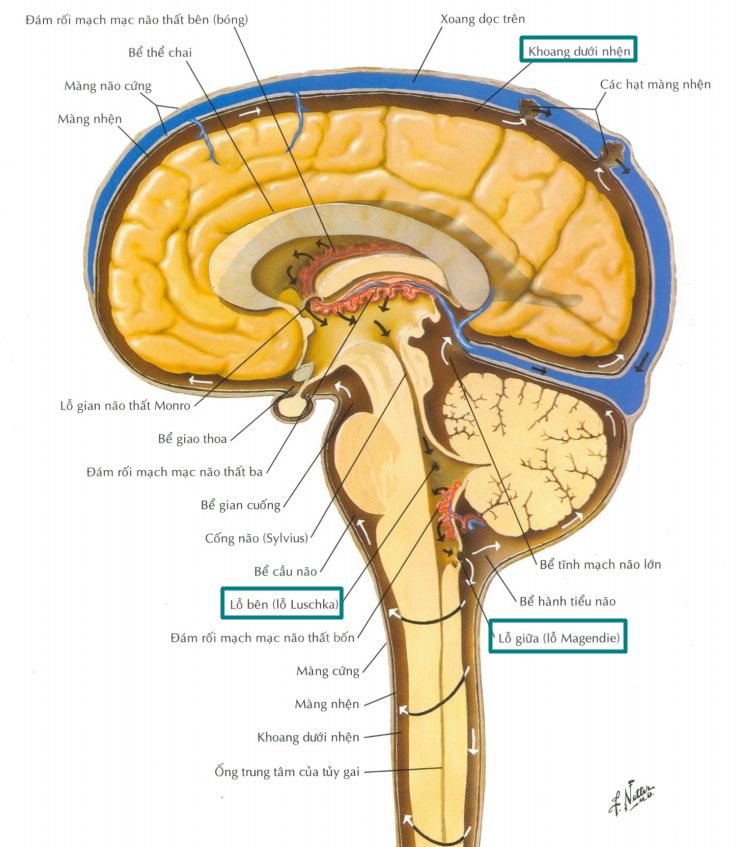 Đám rối mạch mạc não thất bên (bóng)
Xoang dọc trên
Bể thể chai
Khoang dưới nhện
Màng não cứng
Các hạt màng nhện
Màng nhện
Lỗ gian não thất Monro
Bể giao thoa
Đám rối mạch mạc não thất ba
Bể gian cuống
Cống não (Sylvius)
Bể tĩnh mạch não lớn
Bể cầu não
Bể hành tiểu não
Lỗ bên (lỗ Luschka)
Đám rối mạch mạc não thất bốn
Lỗ giữa (lỗ Magendie)
Màng cứng
Màng nhện
Khoang dưới nhện
Ống trung tâm của tủy gai
F. Netter
M.D.